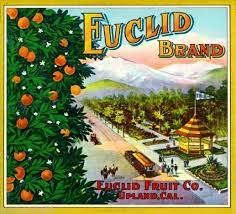 EUCLID
BRAND
EUCLID FRUIT CO.
UPLAND, CAL.